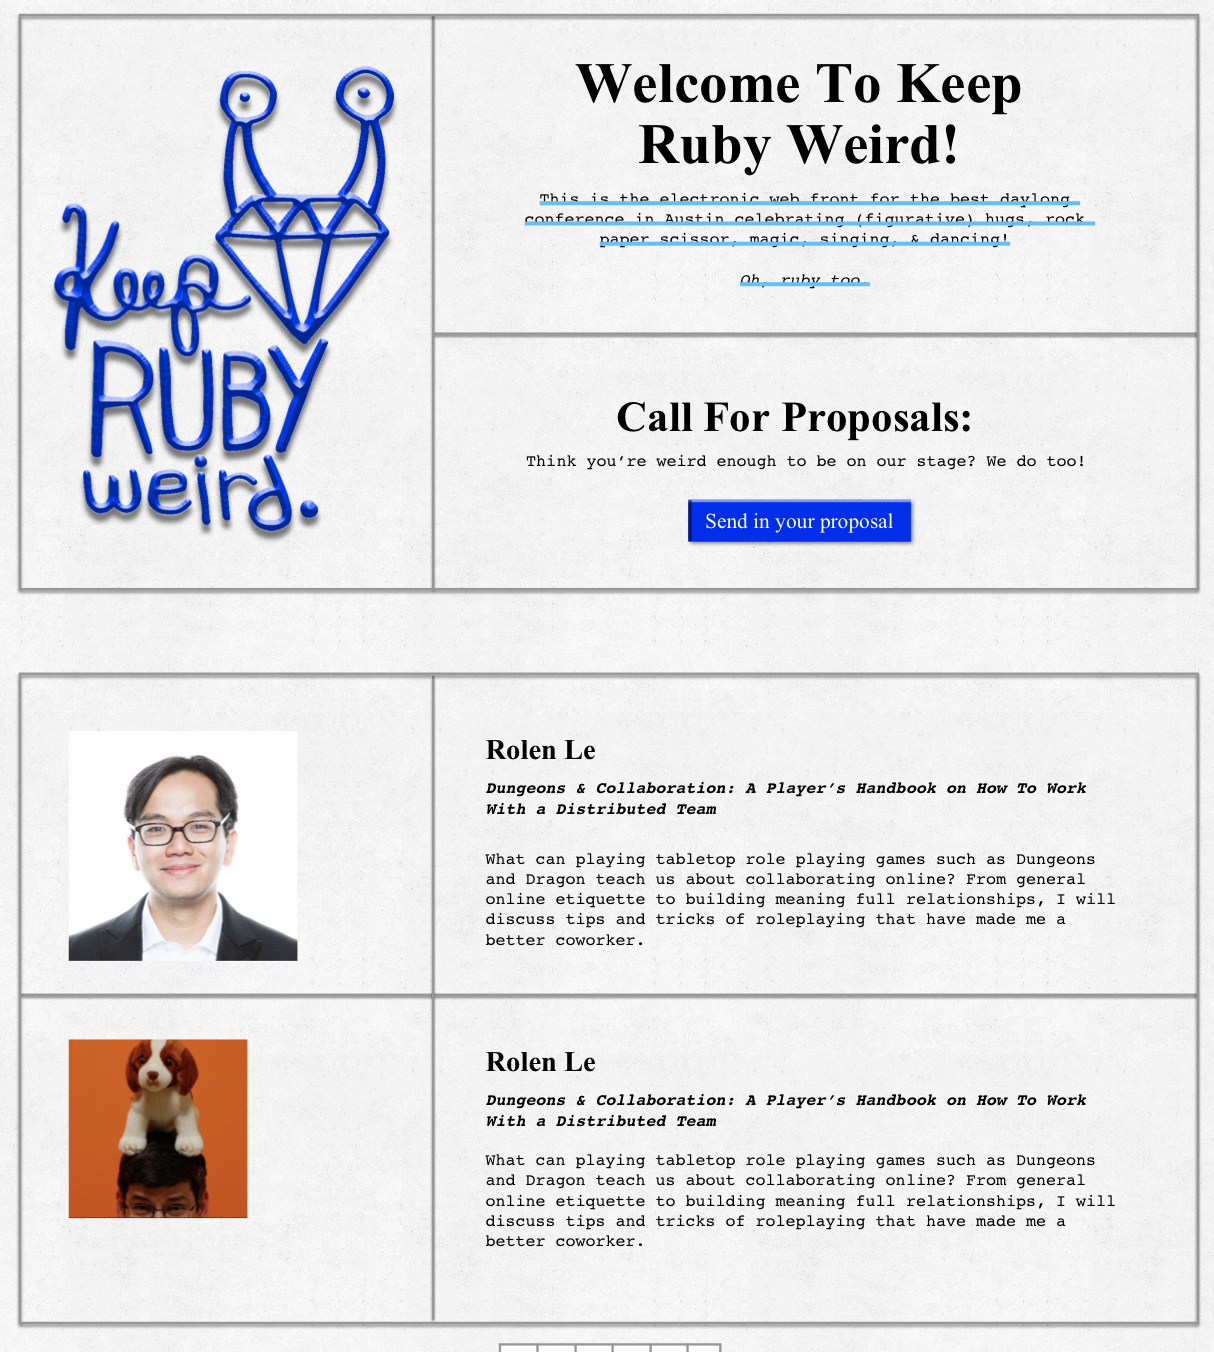 Keep
RUBY
weird.
Welcome To Keep
Ruby Weird!
This is the electronic web front for the best daylong
conference in Austin celebrating (figurative) hugs, rock
paper scissor, magic, singing, & dancing!
Oh, ruby too.
Call For Proposals:
Think you’re weird enough to be on our stage? We do too!
Send in your proposal
Rolen Le
Dungeons & Collaboration: A Player’s Handbook on How To Work
With a Distributed Team
What can playing tabletop role playing games such as Dungeons
and Dragon teach us about collaborating online? From general
online etiquette to building meaning full relationships, I will
discuss tips and tricks of roleplaying that have made me a
better coworker.
Rolen Le
Dungeons & Collaboration: A Player’s Handbook on How To Work
With a Distributed Team
What can playing tabletop role playing games such as Dungeons
and Dragon teach us about collaborating online? From general
online etiquette to building meaning full relationships, I will
discuss tips and tricks of roleplaying that have made me a
better coworker.